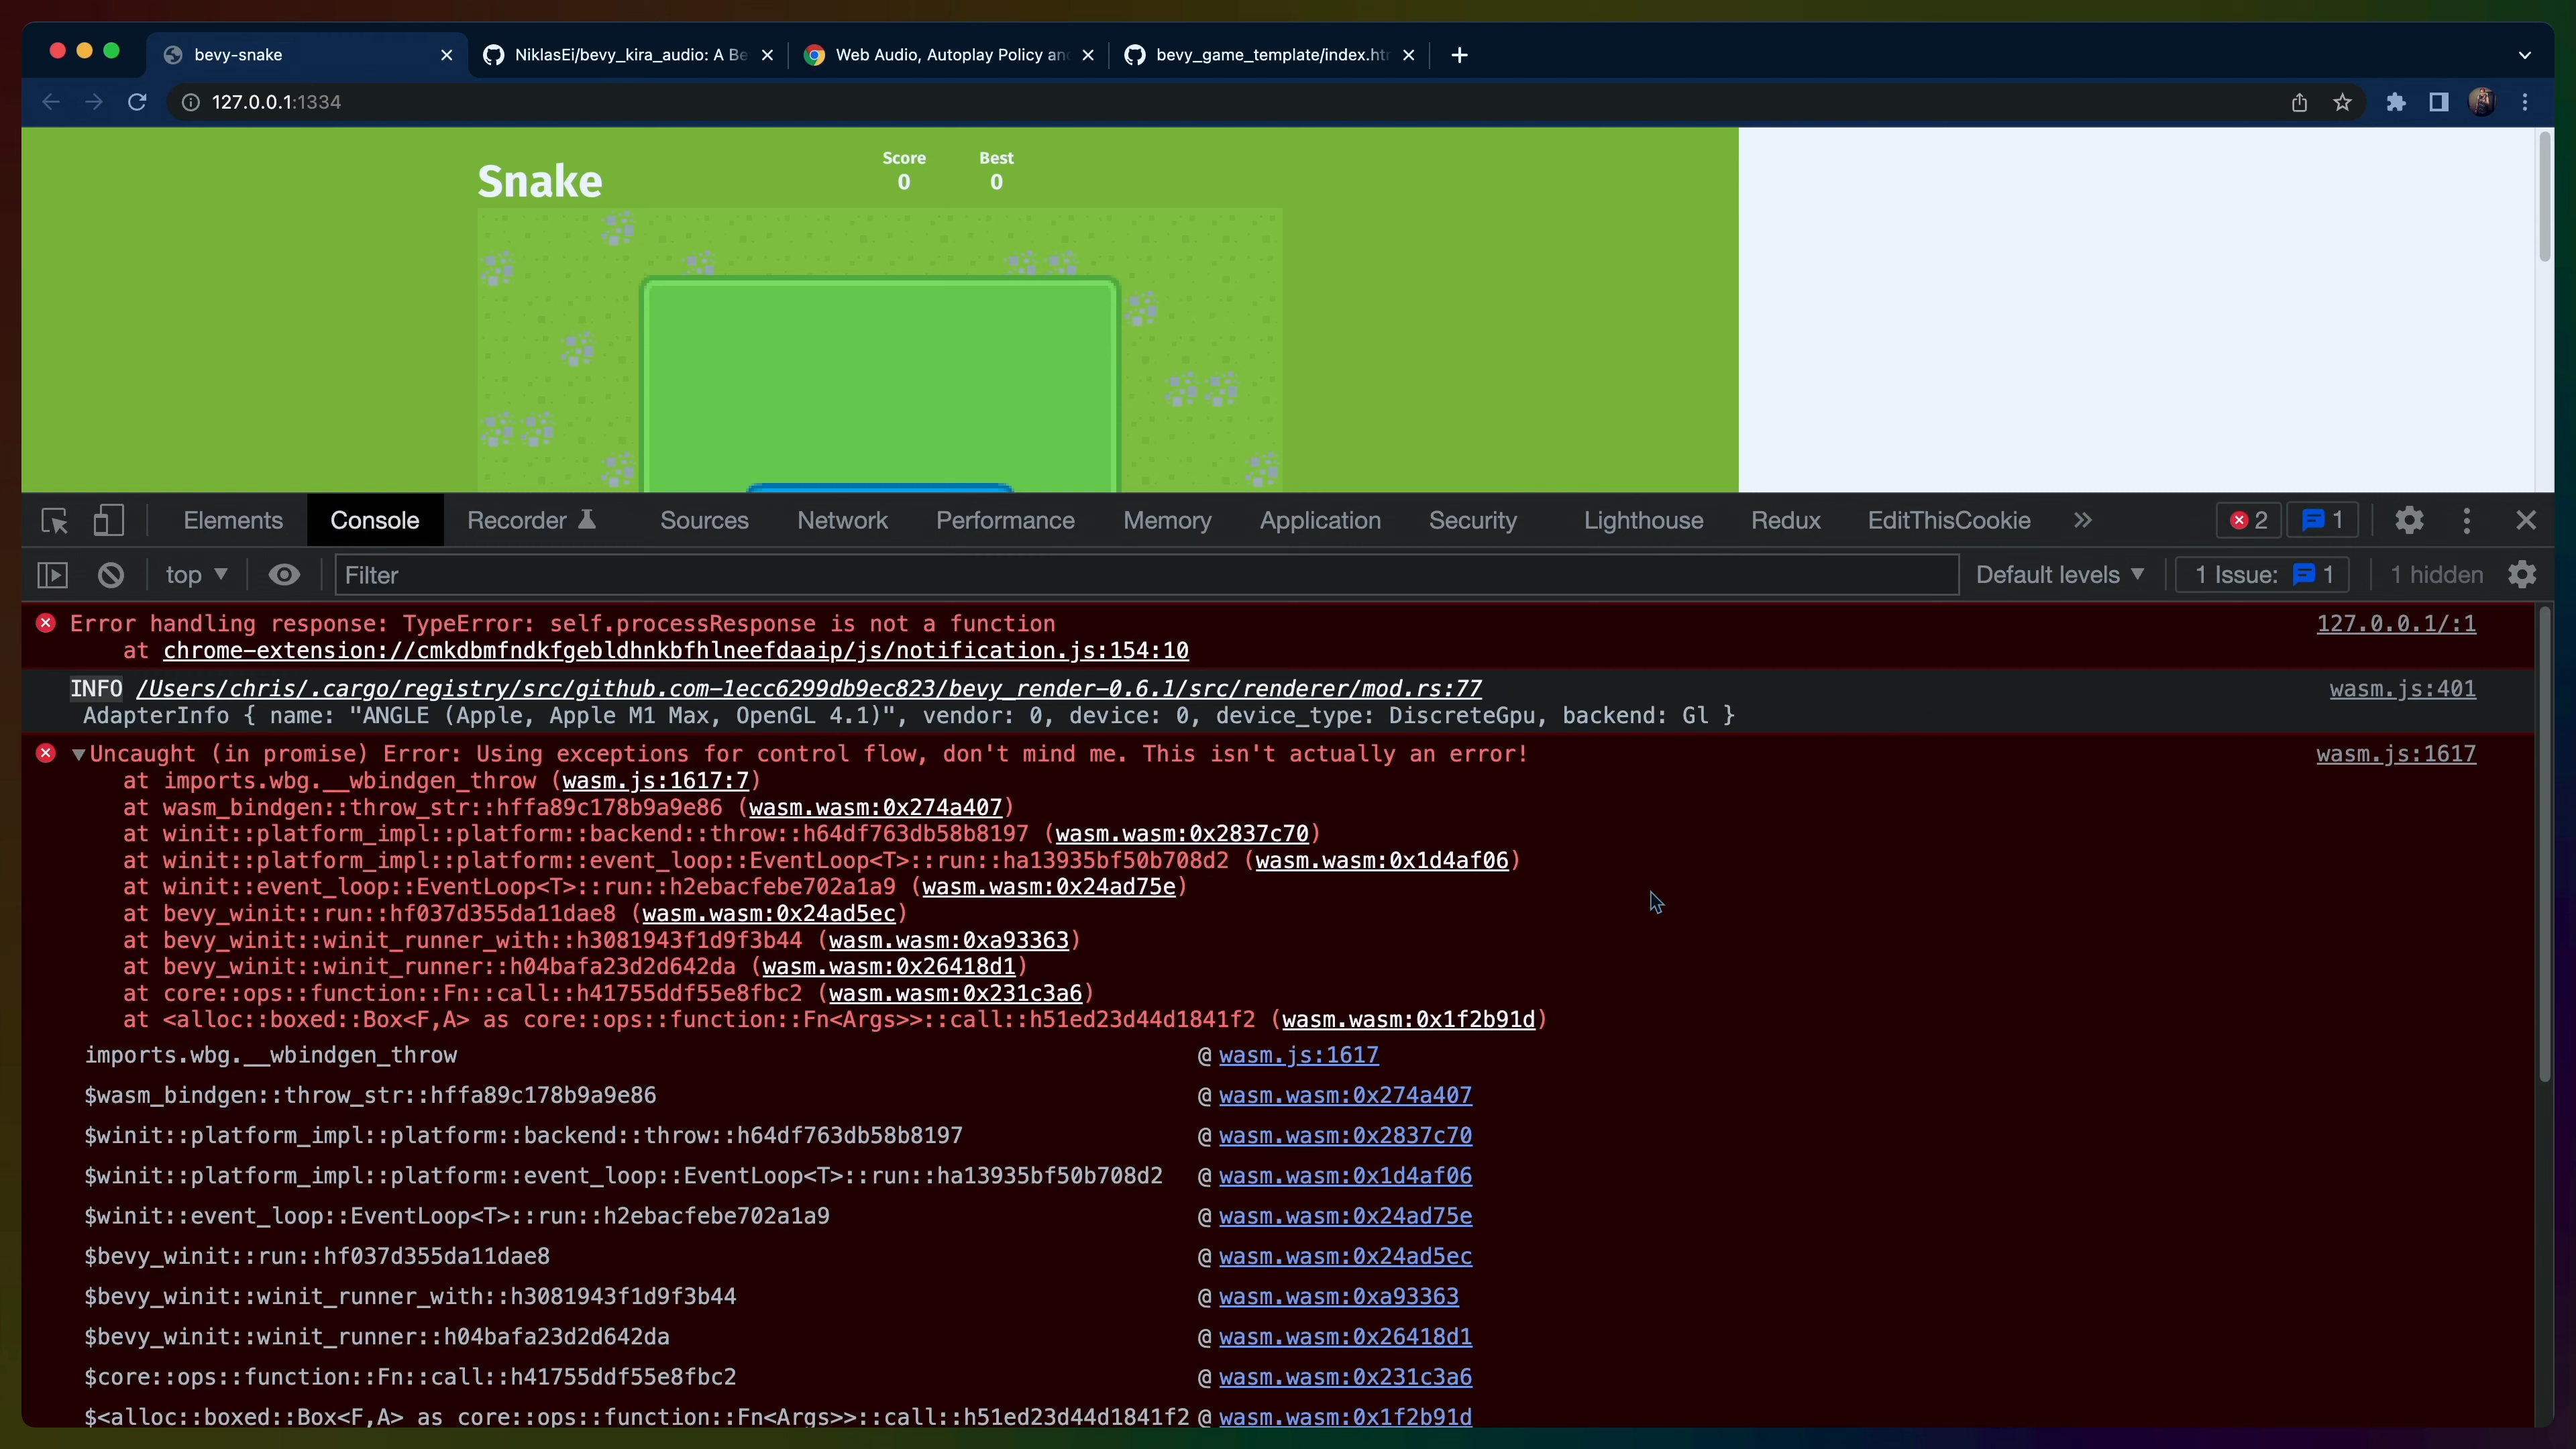 bevy-snake
NiklasEi/bevy_kira_audio: A Be
Web Audio, Autoplay Policy and
bevy_game_template/index.htm
127.0.0.1:1334
Snake
Score
0
Best
0
Elements
Console
Recorder
Sources
Network
Performance
Memory
Application
Security
Lighthouse
Redux
EditThisCookie
»
2
1
top
Filter
Default levels
1 Issue:
1
1 hidden
Error handling response: TypeError: self.processResponse is not a function
127.0.0.1/:1
at chrome-extension://cmkdbmfndkfgebldhnkbfhlneefdaaip/js/notification.js:154:10
INFO /Users/chris/.cargo/registry/src/github.com-1ecc6299db9ec823/bevy_render-0.6.1/src/renderer/mod.rs:77
wasm.js:401
AdapterInfo { name: "ANGLE (Apple, Apple M1 Max, OpenGL 4.1)", vendor: 0, device: 0, device_type: DiscreteGpu, backend: Gl }
Uncaught (in promise) Error: Using exceptions for control flow, don't mind me. This isn't actually an error!
wasm.js:1617
at imports.wbg.__wbindgen_throw (wasm.js:1617:7)
at wasm_bindgen::throw_str::hffa89c178b9a9e86 (wasm.wasm:0x274a407)
at winit::platform_impl::platform::backend::throw::h64df763db58b8197 (wasm.wasm:0x2837c70)
at winit::platform_impl::platform::event_loop::EventLoop<T>::run::ha13935bf50b708d2 (wasm.wasm:0x1d4af06)
at winit::event_loop::EventLoop<T>::run::h2ebacfebe702a1a9 (wasm.wasm:0x24ad75e)
at bevy_winit::run::hf037d355da11dae8 (wasm.wasm:0x24ad5ec)
at bevy_winit::winit_runner_with::h3081943f1d9f3b44 (wasm.wasm:0xa93363)
at bevy_winit::winit_runner::h04bafa23d2d642da (wasm.wasm:0x26418d1)
at core::ops::function::Fn::call::h41755ddf55e8fbc2 (wasm.wasm:0x231c3a6)
at <alloc::boxed::Box<F,A> as core::ops::function::Fn<Args>>::call::h51ed23d44d1841f2 (wasm.wasm:0x1f2b91d)
imports.wbg.__wbindgen_throw @ wasm.js:1617
$wasm_bindgen::throw_str::hffa89c178b9a9e86 @ wasm.wasm:0x274a407
$winit::platform_impl::platform::backend::throw::h64df763db58b8197 @ wasm.wasm:0x2837c70
$winit::platform_impl::platform::event_loop::EventLoop<T>::run::ha13935bf50b708d2 @ wasm.wasm:0x1d4af06
$winit::event_loop::EventLoop<T>::run::h2ebacfebe702a1a9 @ wasm.wasm:0x24ad75e
$bevy_winit::run::hf037d355da11dae8 @ wasm.wasm:0x24ad5ec
$bevy_winit::winit_runner_with::h3081943f1d9f3b44 @ wasm.wasm:0xa93363
$bevy_winit::winit_runner::h04bafa23d2d642da @ wasm.wasm:0x26418d1
$core::ops::function::Fn::call::h41755ddf55e8fbc2 @ wasm.wasm:0x231c3a6
$<alloc::boxed::Box<F,A> as core::ops::function::Fn<Args>>::call::h51ed23d44d1841f2 @ wasm.wasm:0x1f2b91d